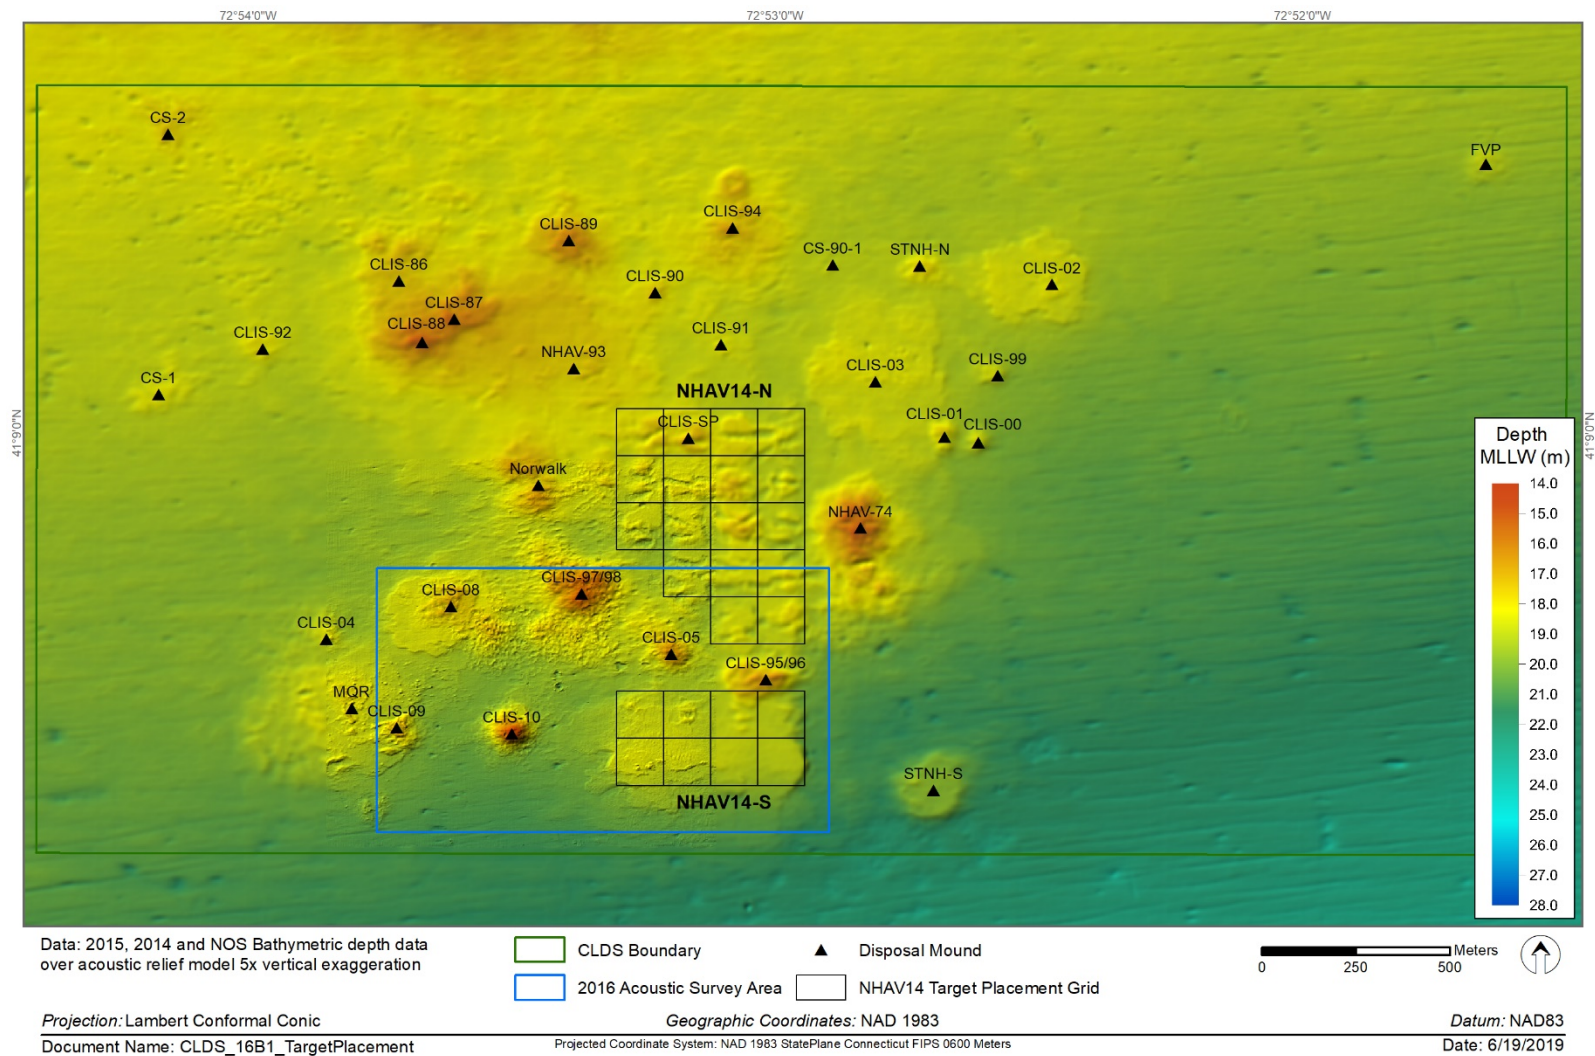 72°54'0"W 72°53'0"W 72°52'0"W
CS-2
FVP
CLIS-94
CLIS-89
CS-90-1 STNH-N
CLIS-86
CLIS-90
CLIS-02
CLIS-87
CLIS-88
CLIS-92
CLIS-91
NHAV-93
CLIS-03
CLIS-99
CS-1
NHAV14-N
CLIS-SP
CLIS-01
CLIS-00
41°9'0"N
41°9'0"N
Norwalk
NHAV-74
CLIS-97/98
CLIS-08
CLIS-04
CLIS-05
CLIS-95/96
MQR
CLIS-09
CLIS-10
STNH-S
NHAV14-S
Depth
MLLW (m)
14.0
15.0
16.0
17.0
18.0
19.0
20.0
21.0
22.0
23.0
24.0
25.0
26.0
27.0
28.0
Data: 2015, 2014 and NOS Bathymetric depth data
over acoustic relief model 5x vertical exaggeration
CLDS Boundary
Disposal Mound
2016 Acoustic Survey Area
NHAV14 Target Placement Grid
Meters
0 250 500
Projection: Lambert Conformal Conic
Geographic Coordinates: NAD 1983
Datum: NAD83
Document Name: CLDS_16B1_TargetPlacement
Projected Coordinate System: NAD 1983 StatePlane Connecticut FIPS 0600 Meters
Date: 6/19/2019